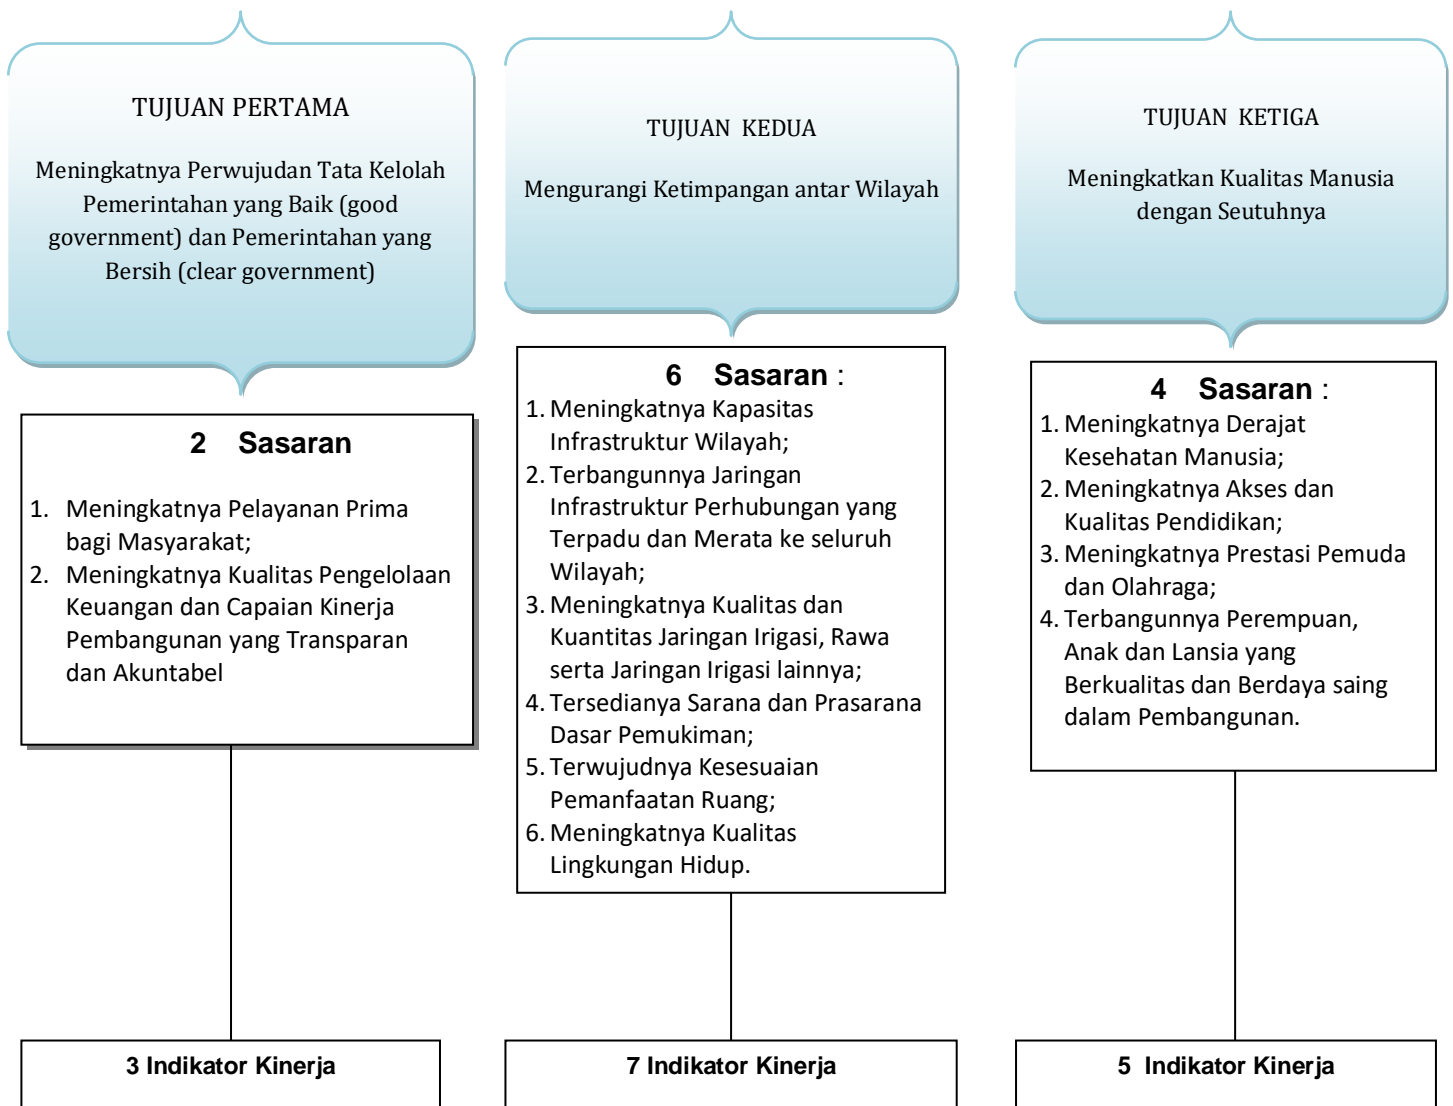 TUJUAN PERTAMA
Meningkatnya Perwujudan Tata Kelolah
Pemerintahan yang Baik (good
government) dan Pemerintahan yang
Bersih (clear government)
2 Sasaran
1. Meningkatnya Pelayanan Prima
bagi Masyarakat;
2. Meningkatnya Kualitas Pengelolaan
Keuangan dan Capaian Kinerja
Pembangunan yang Transparan
dan Akuntabel
3 Indikator Kinerja
TUJUAN KEDUA
Mengurangi Ketimpangan antar Wilayah
6 Sasaran :
1. Meningkatnya Kapasitas
Infrastruktur Wilayah;
2. Terbangunnya Jaringan
Infrastruktur Perhubungan yang
Terpadu dan Merata ke seluruh
Wilayah;
3. Meningkatnya Kualitas dan
Kuantitas Jaringan Irigasi, Rawa
serta Jaringan Irigasi lainnya;
4. Tersedianya Sarana dan Prasarana
Dasar Pemukiman;
5. Terwujudnya Kesesuaian
Pemanfaatan Ruang;
6. Meningkatnya Kualitas
Lingkungan Hidup.
7 Indikator Kinerja
TUJUAN KETIGA
Meningkatkan Kualitas Manusia
dengan Seutuhnya
4 Sasaran :
1. Meningkatnya Derajat
Kesehatan Manusia;
2. Meningkatnya Akses dan
Kualitas Pendidikan;
3. Meningkatnya Prestasi Pemuda
dan Olahraga;
4. Terbangunnya Perempuan,
Anak dan Lansia yang
Berkualitas dan Berdaya saing
dalam Pembangunan.
5 Indikator Kinerja